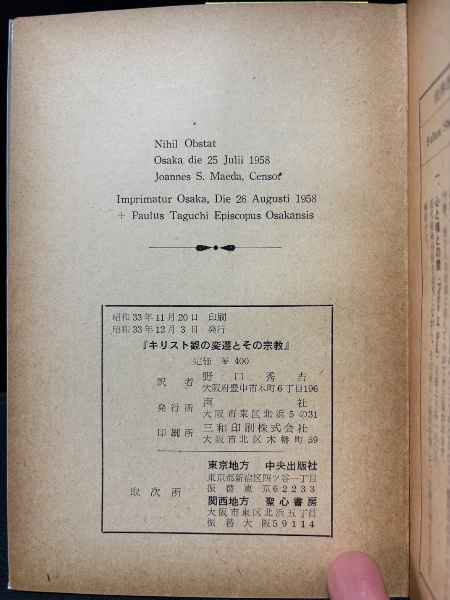 Nihil Obstat
Osaka die 25 Julii 1958
Joannes S. Maeda, Censor
Imprimatur Osaka, Die 26 Augusti 1958
+ Paulus Taguchi Episcopus Osakansis
昭和33年11月20日 印刷
昭和33年12月3日 発行
『キリスト観の変遷とその宗教』
定価 ￥400
訳者 野口秀吉
大阪府豊中市本町6丁目196
発行所 声社
大阪市東区北浜5の31
印刷所 三和印刷株式会社
大阪市北区木幡町59
取次所
東京地方 中央出版社
東京都新宿区四ツ谷一丁目
振替東京62233
関西地方 聖心書房
大阪市東区北浜五丁目
振替大阪59114
一、心と魂との間